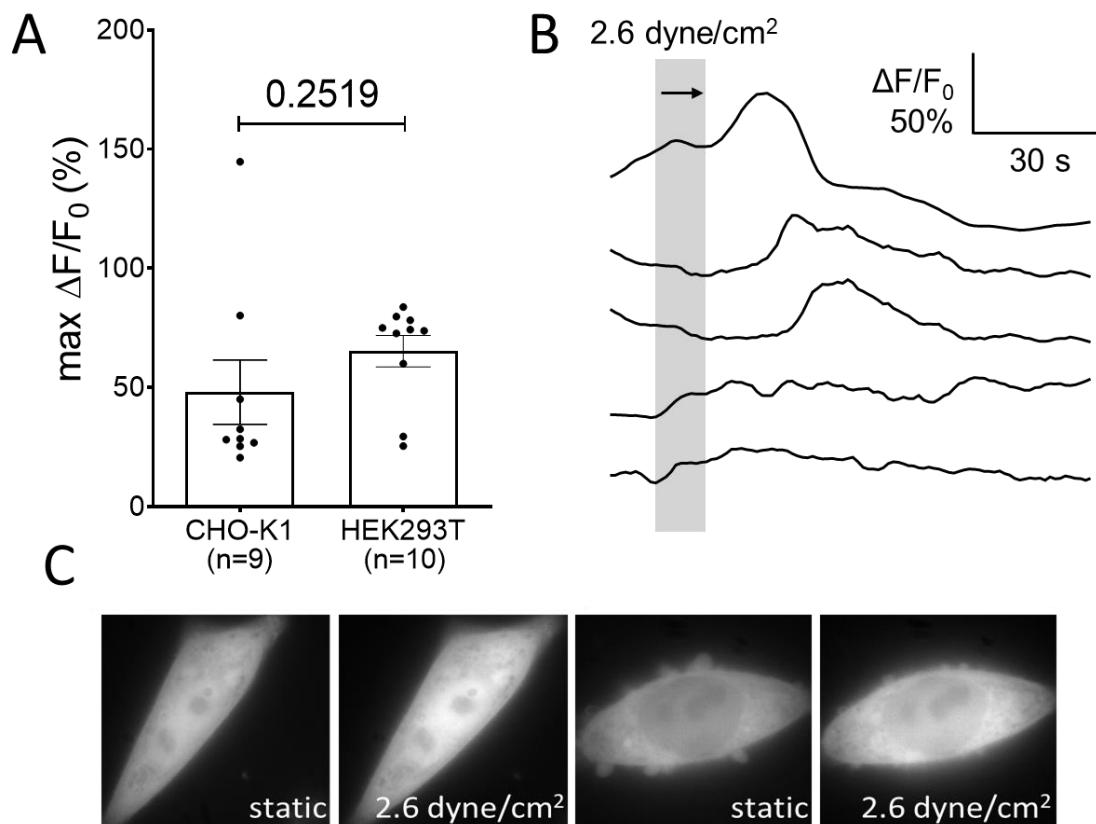 A
200
150
100
50
0
max ΔF/F₀ (%)
0.2519
CHO-K1
(n=9)
HEK293T
(n=10)
B
2.6 dyne/cm²
ΔF/F₀
50%
30 s
C
static
2.6 dyne/cm²
static
2.6 dyne/cm²